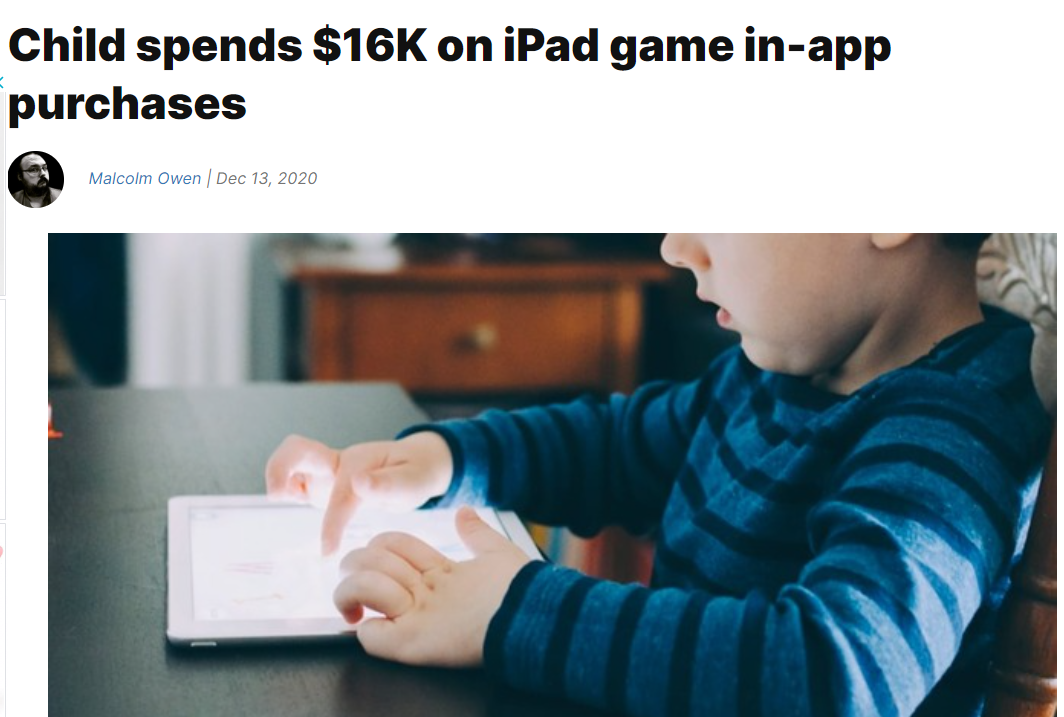 Child spends $16K on iPad game in-app
purchases
Malcolm Owen | Dec 13, 2020